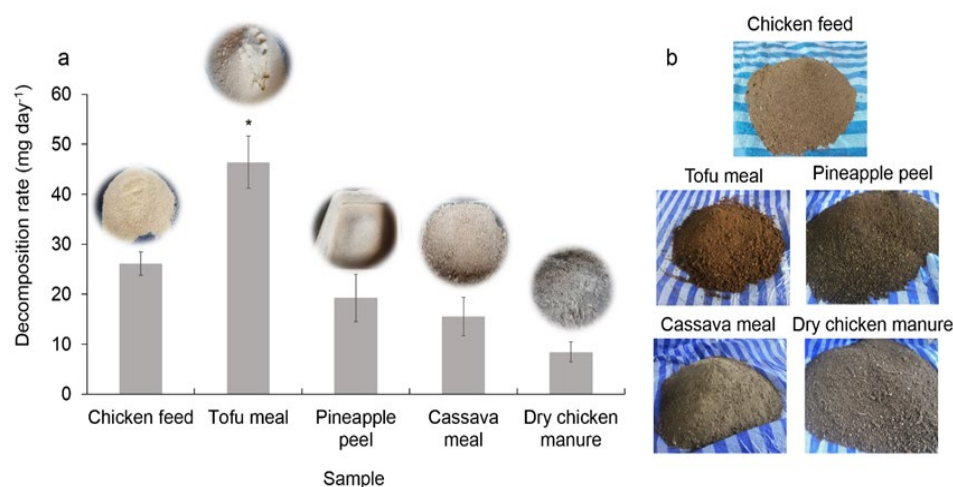 a
Decomposition rate (mg day-1)
60
50
40
30
20
10
0
*
Chicken feed
Tofu meal
Pineapple
peel
Cassava
meal
Dry chicken
manure
Sample
b
Chicken feed
Tofu meal
Pineapple peel
Cassava meal
Dry chicken manure